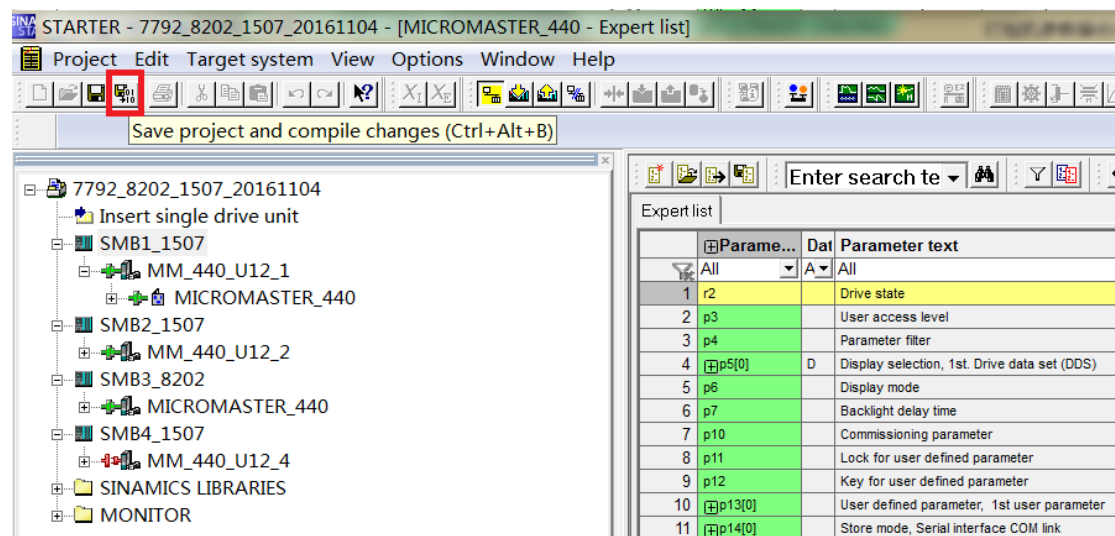 STARTER - 7792_8202_1507_20161104 - [MICROMASTER_440 - Expert list]
Project Edit Target system View Options Window Help
Save project and compile changes (Ctrl+Alt+B)
7792_8202_1507_20161104
Insert single drive unit
SMB1_1507
MM_440_U12_1
MICROMASTER_440
SMB2_1507
MM_440_U12_2
SMB3_8202
MICROMASTER_440
SMB4_1507
MM_440_U12_4
SINAMICS LIBRARIES
MONITOR
Enter search te
Expert list
Parame... Dat Parameter text
All A All
1 r2 Drive state
2 p3 User access level
3 p4 Parameter filter
4 p5[0] D Display selection, 1st. Drive data set (DDS)
5 p6 Display mode
6 p7 Backlight delay time
7 p10 Commissioning parameter
8 p11 Lock for user defined parameter
9 p12 Key for user defined parameter
10 p13[0] User defined parameter, 1st user parameter
11 p14[0] Store mode, Serial interface COM link